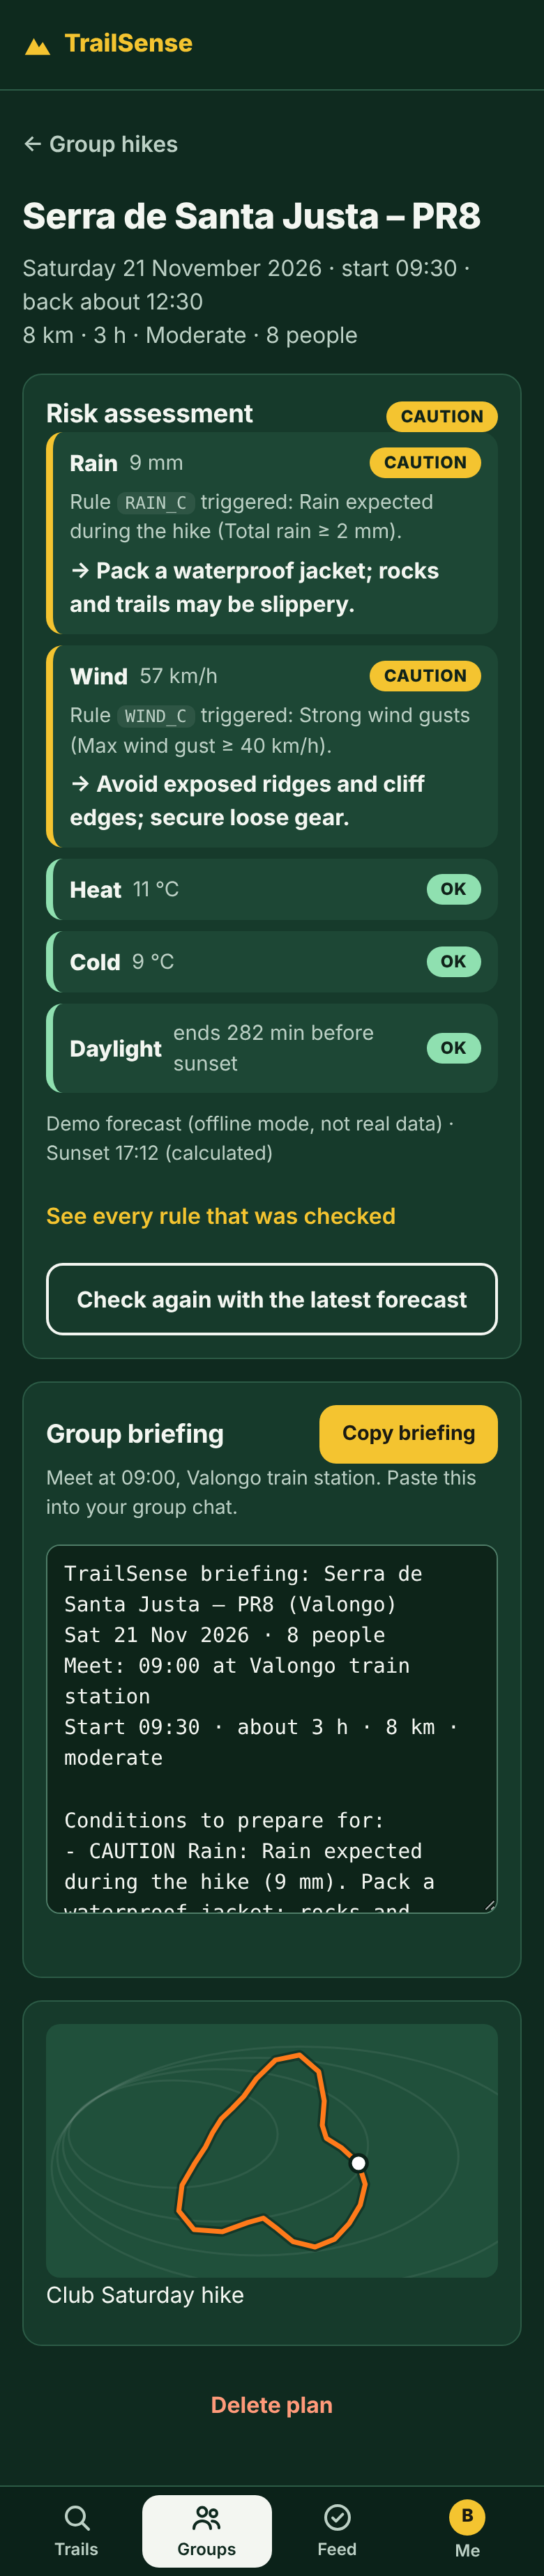 TrailSense
← Group hikes
Serra de Santa Justa – PR8
Saturday 21 November 2026 · start 09:30 ·
back about 12:30
8 km · 3 h · Moderate · 8 people
Risk assessment CAUTION
Rain 9 mm CAUTION
Rule RAIN_C triggered: Rain expected
during the hike (Total rain ≥ 2 mm).
→ Pack a waterproof jacket; rocks
and trails may be slippery.
Wind 57 km/h CAUTION
Rule WIND_C triggered: Strong wind gusts
(Max wind gust ≥ 40 km/h).
→ Avoid exposed ridges and cliff
edges; secure loose gear.
Heat 11 °C OK
Cold 9 °C OK
Daylight ends 282 min before
sunset OK
Demo forecast (offline mode, not real data) ·
Sunset 17:12 (calculated)
See every rule that was checked
Check again with the latest forecast
Group briefing Copy briefing
Meet at 09:00, Valongo train station. Paste this
into your group chat.
TrailSense briefing: Serra de
Santa Justa – PR8 (Valongo)
Sat 21 Nov 2026 · 8 people
Meet: 09:00 at Valongo train
station
Start 09:30 · about 3 h · 8 km ·
moderate
Conditions to prepare for:
- CAUTION Rain: Rain expected
during the hike (9 mm). Pack a
waterproof jacket; rocks and
Club Saturday hike
Delete plan
Trails
Groups
Feed
B
Me